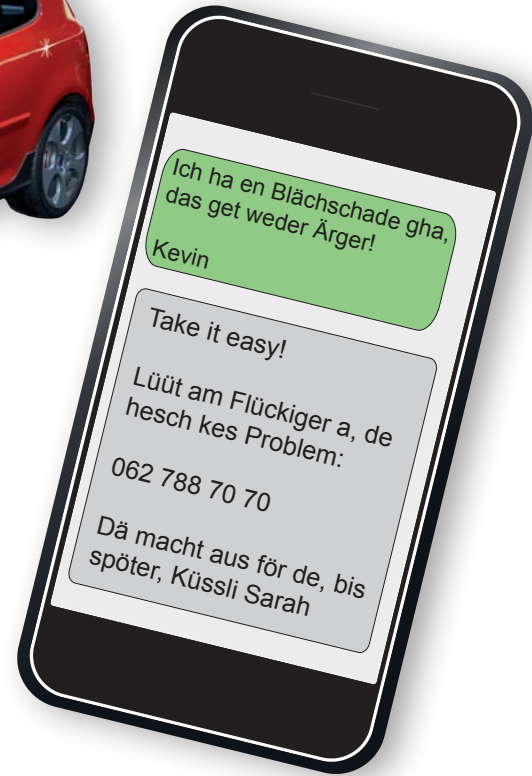 Ich ha en Blächschade gha,
das get weder Ärger!
Kevin
Take it easy!
Lüüt am Flückiger a, de
hesch kes Problem:
062 788 70 70
Dä macht aus för de, bis
spöter, Küssli Sarah